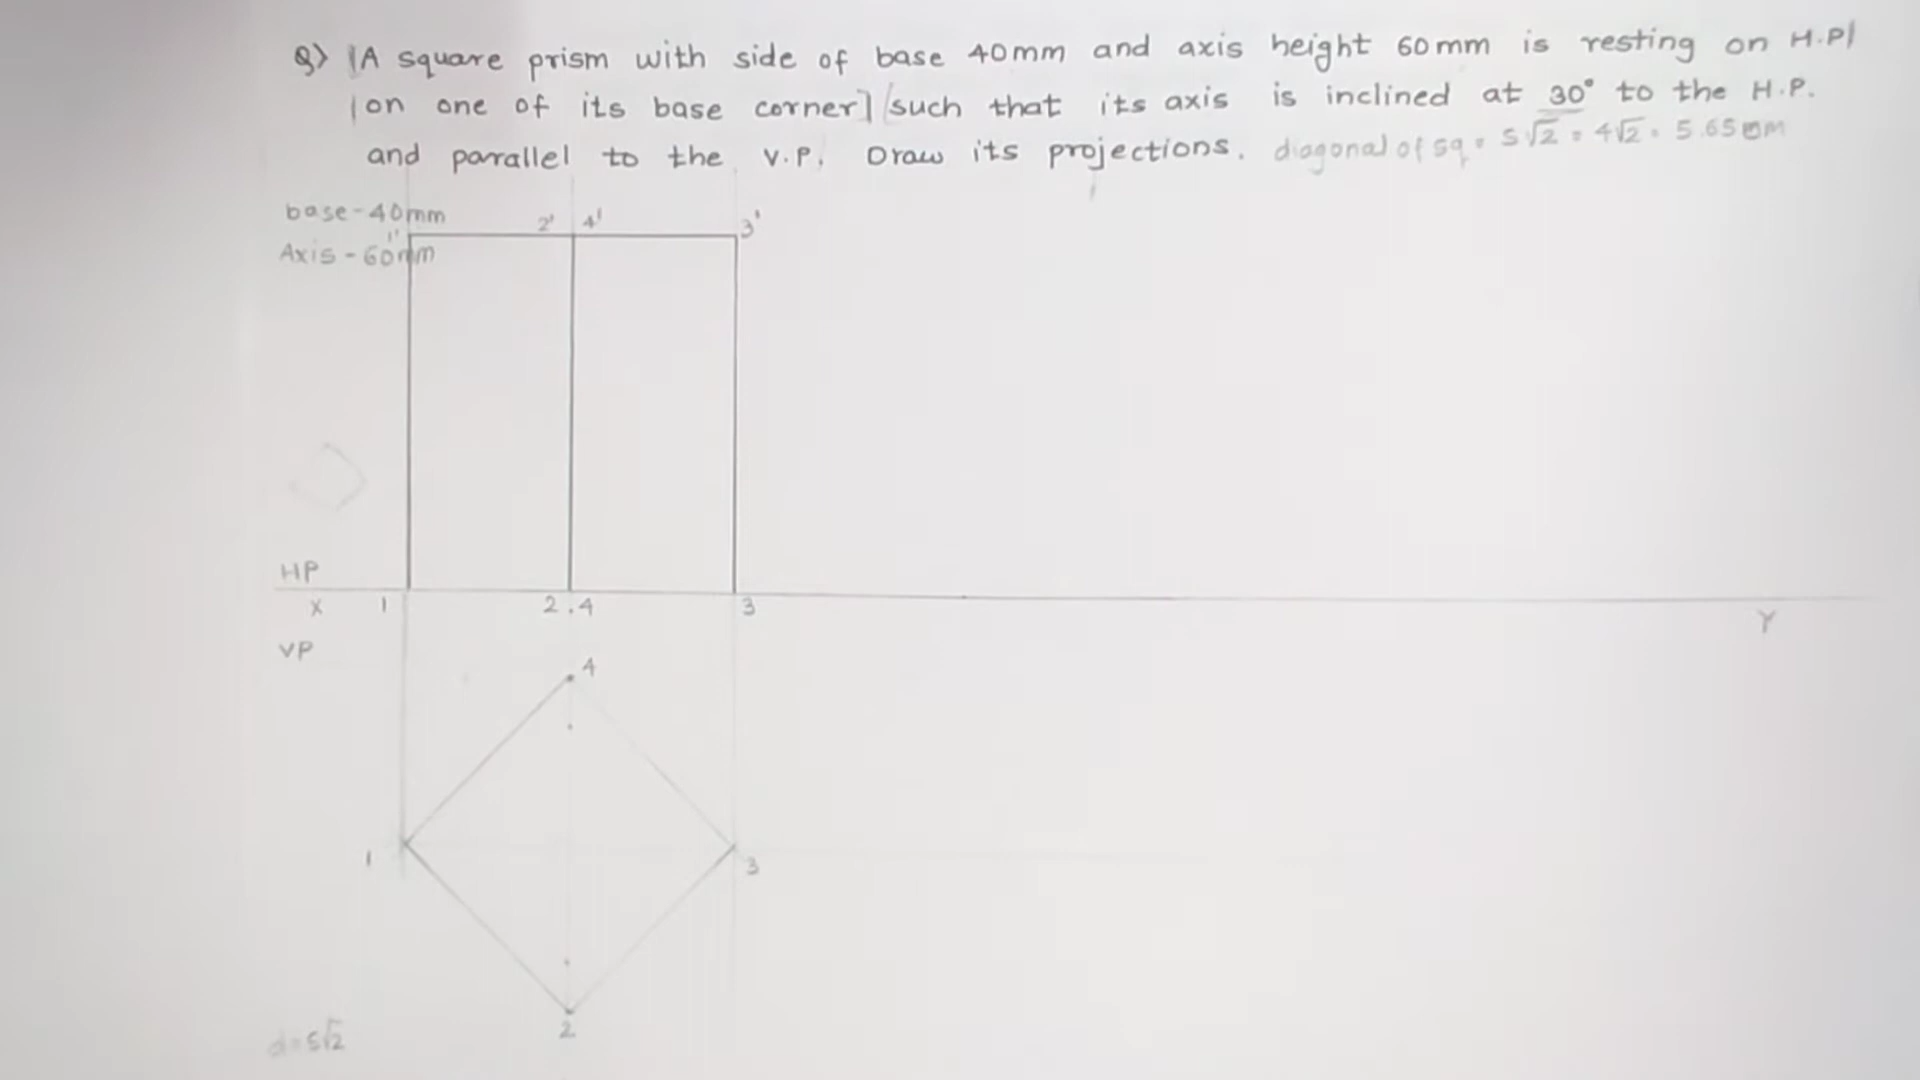 Q) A square prism with side of base 40mm and axis height 60mm is resting on H.P
on one of its base corner] such that its axis is inclined at 30° to the H.P.
and parallel to the V.P. Draw its projections. diagonal of sq = S√2 = 4√2 = 5.65 cm
base - 40mm
Axis - 60mm
1' 2' 4' 3'
HP
X 1 2.4 3 Y
VP
4
1 3
2
d = S√2